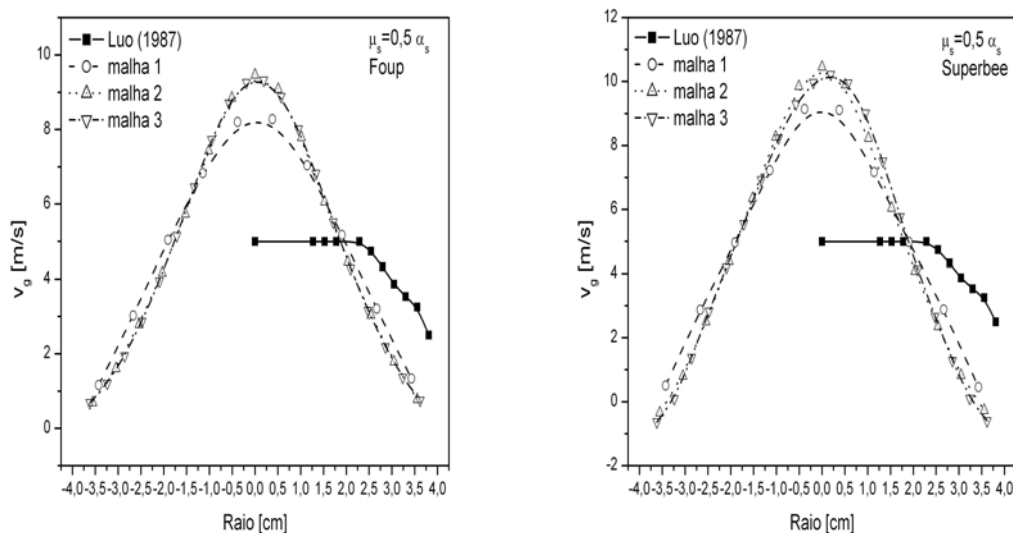 Luo (1987)
malha 1
malha 2
malha 3
μs=0,5 αs
Foup
11
10
8
6
4
2
0
vg [m/s]
-4,0 -3,5 -3,0 -2,5 -2,0 -1,5 -1,0 -0,5 0,0 0,5 1,0 1,5 2,0 2,5 3,0 3,5 4,0
Raio [cm]
Luo (1987)
malha 1
malha 2
malha 3
μs=0,5 αs
Superbee
12
10
8
6
4
2
0
-2
vg [m/s]
-4,0 -3,5 -3,0 -2,5 -2,0 -1,5 -1,0 -0,5 0,0 0,5 1,0 1,5 2,0 2,5 3,0 3,5 4,0
Raio [cm]